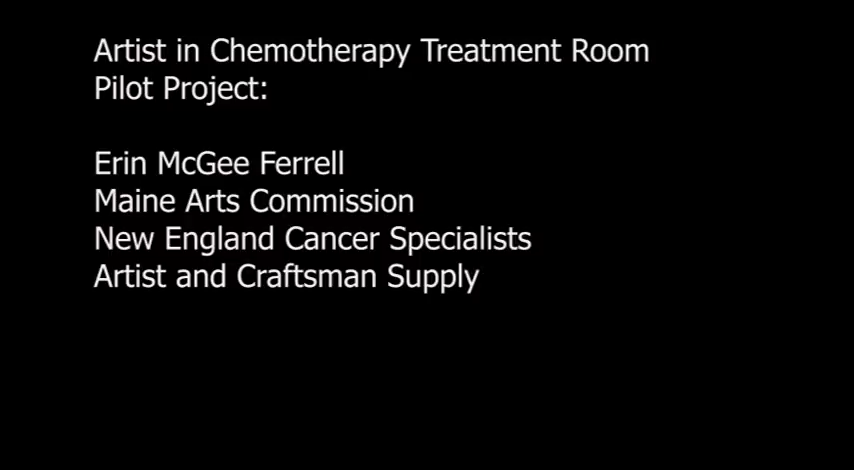 Artist in Chemotherapy Treatment Room
Pilot Project:
Erin McGee Ferrell
Maine Arts Commission
New England Cancer Specialists
Artist and Craftsman Supply